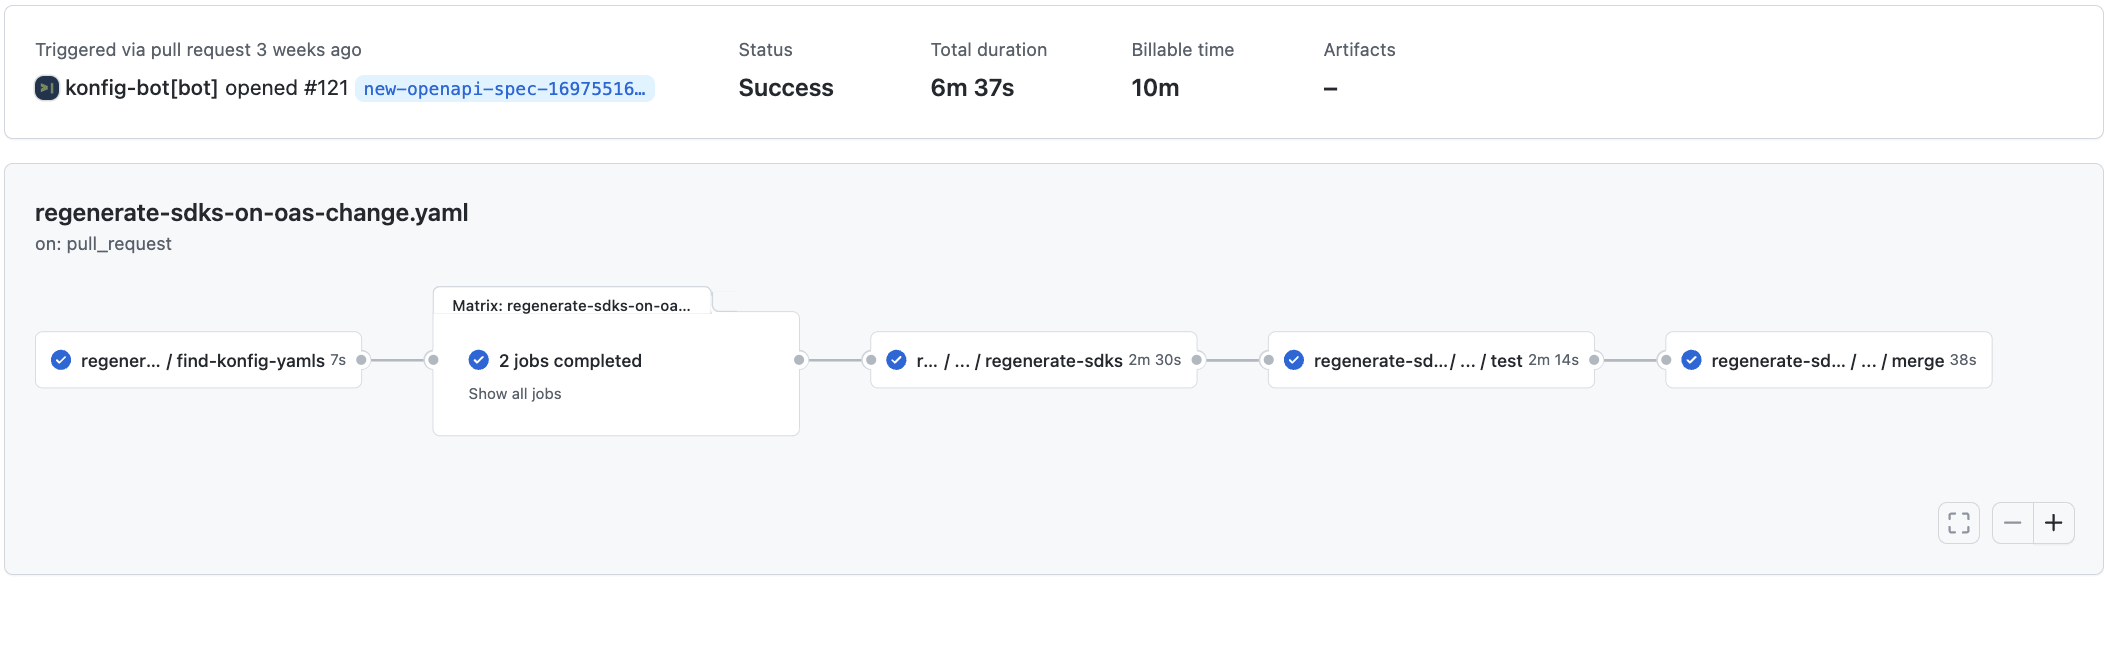 Triggered via pull request 3 weeks ago
konfig-bot[bot] opened #121 new-openapi-spec-16975516…
Status
Success
Total duration
6m 37s
Billable time
10m
Artifacts
–
regenerate-sdks-on-oas-change.yaml
on: pull_request
regener... / find-konfig-yamls 7s
Matrix: regenerate-sdks-on-oa...
2 jobs completed
Show all jobs
r... / ... / regenerate-sdks 2m 30s
regenerate-sd.../ ... / test 2m 14s
regenerate-sd... / ... / merge 38s